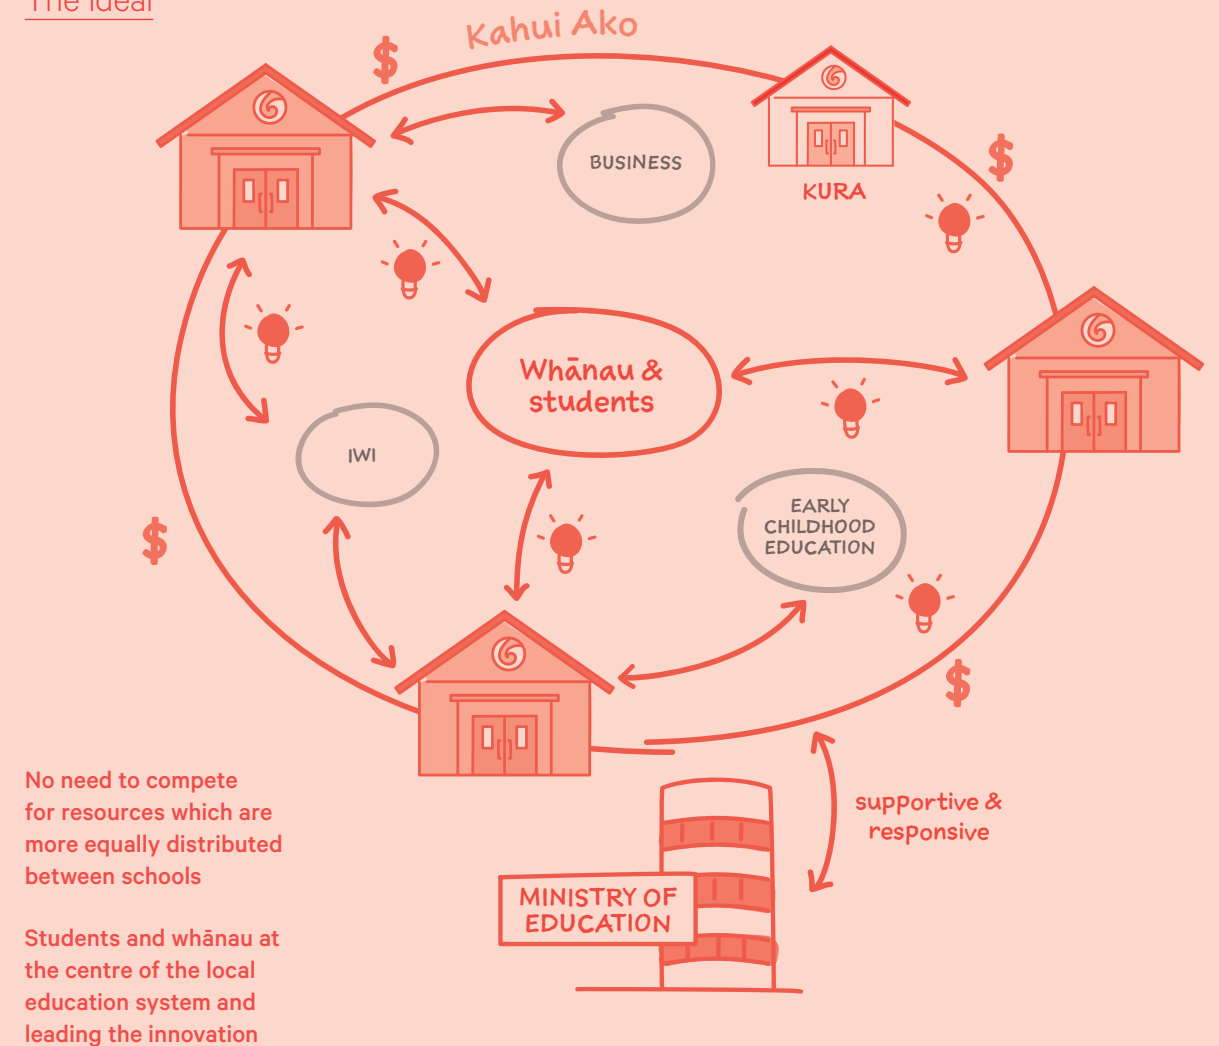 The ideal
Kahui Ako
$
$
BUSINESS
KURA
Whānau &
students
IWI
EARLY
CHILDHOOD
EDUCATION
$
$
No need to compete
for resources which are
more equally distributed
between schools
supportive &
responsive
MINISTRY OF
EDUCATION
Students and whānau at
the centre of the local
education system and
leading the innovation